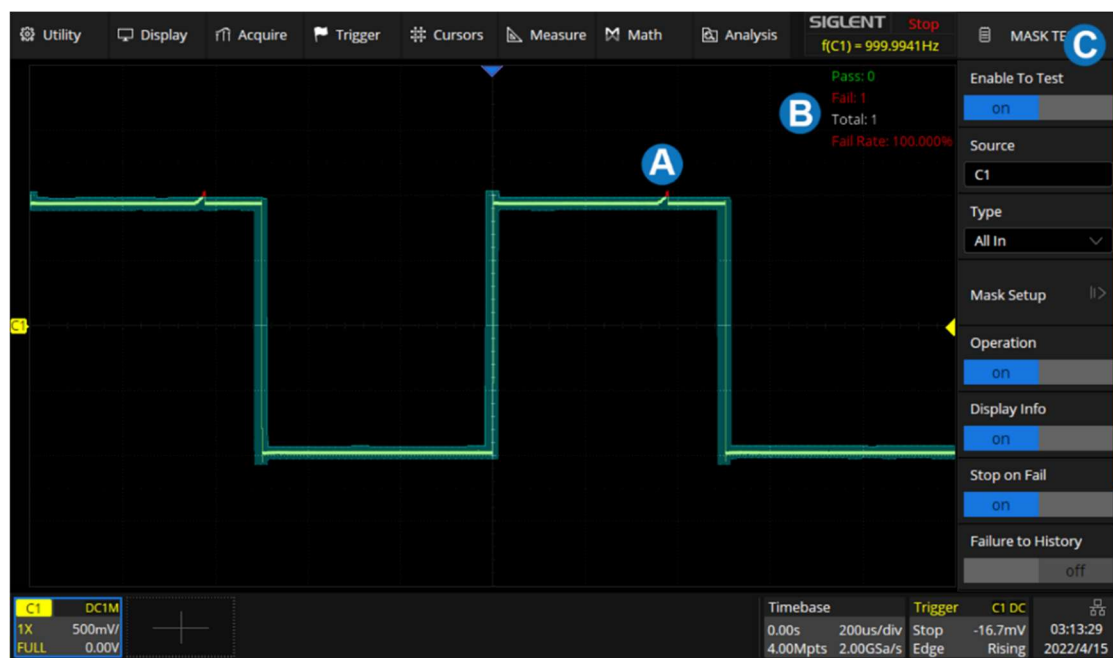 Utility
Display
Acquire
Trigger
Cursors
Measure
Math
Analysis
SIGLENT Stop
f(C1) = 999.9941Hz
MASK TE
C
Pass: 0
Fail: 1
Total: 1
Fail Rate: 100.000%
B
A
Enable To Test
on
Source
C1
Type
All In
Mask Setup
Operation
on
Display Info
on
Stop on Fail
on
Failure to History
off
C1
C1 DC1M
1X 500mV/
FULL 0.00V
Timebase
0.00s 200us/div
4.00Mpts 2.00GSa/s
Trigger C1 DC
Stop -16.7mV
Edge Rising
03:13:29
2022/4/15